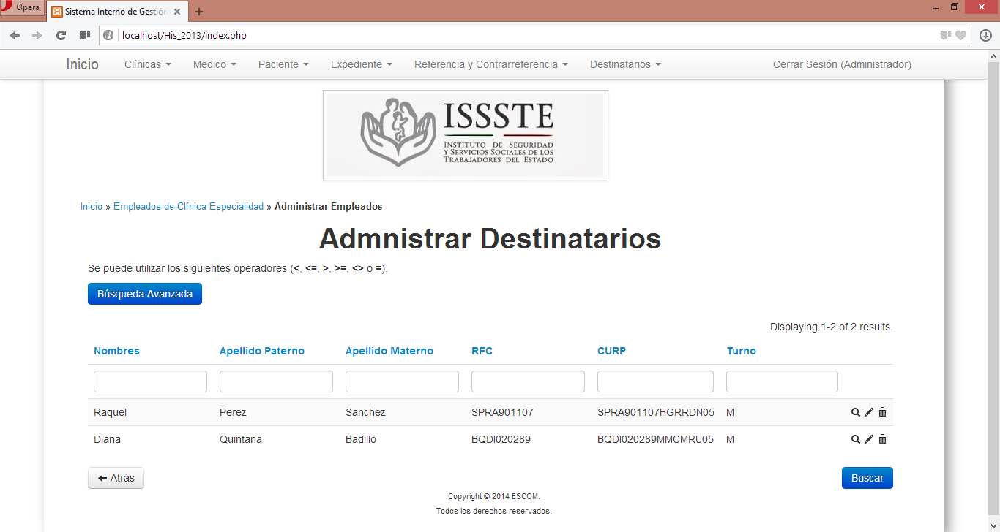 Opera
Sistema Interno de Gestión
localhost/His_2013/index.php
Inicio Clínicas Medico Paciente Expediente Referencia y Contrarreferencia Destinatarios Cerrar Sesión (Administrador)
ISSSTE
INSTITUTO DE SEGURIDAD
Y SERVICIOS SOCIALES DE LOS
TRABAJADORES DEL ESTADO
Inicio » Empleados de Clínica Especialidad » Administrar Empleados
Admnistrar Destinatarios
Se puede utilizar los siguientes operadores (<, <=, >, >=, <> o =).
Búsqueda Avanzada
Displaying 1-2 of 2 results.
Nombres Apellido Paterno Apellido Materno RFC CURP Turno
Raquel Perez Sanchez SPRA901107 SPRA901107HGRRDN05 M
Diana Quintana Badillo BQDI020289 BQDI020289MMCMRU05 M
Atrás Buscar
Copyright © 2014 ESCOM.
Todos los derechos reservados.